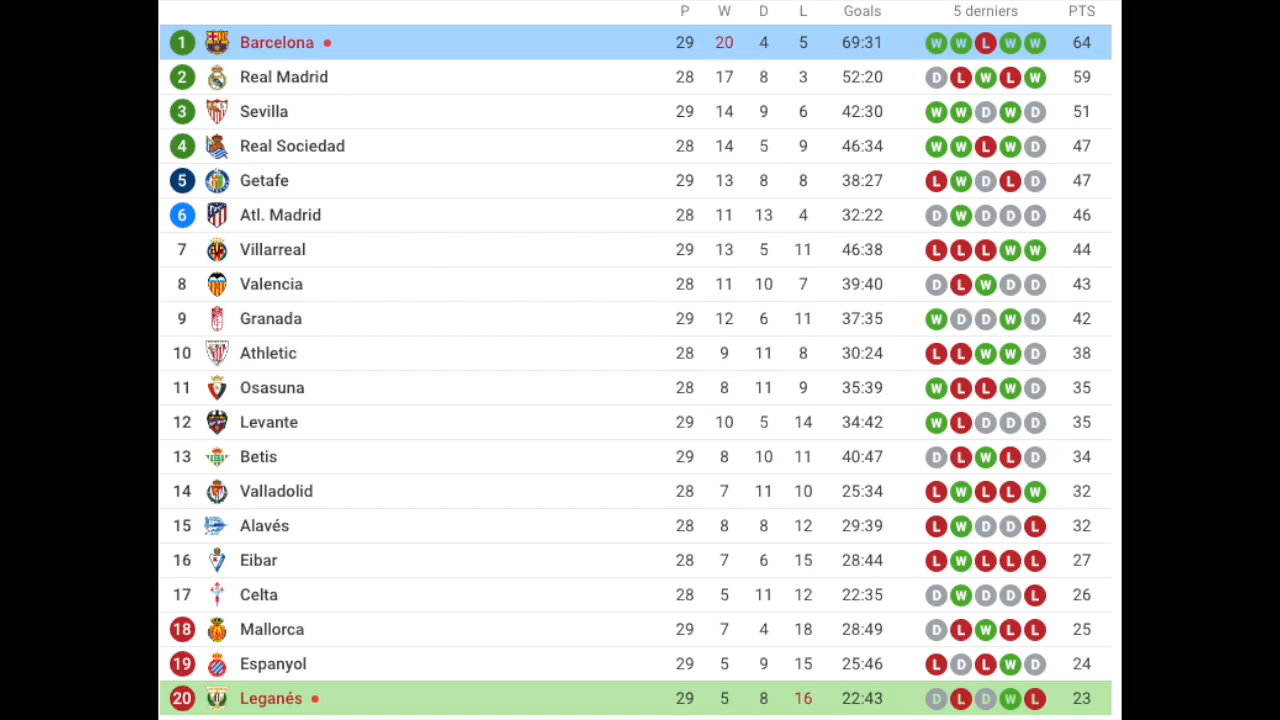 P W D L Goals 5 derniers PTS
1 Barcelona 29 20 4 5 69:31 W W L W W 64
2 Real Madrid 28 17 8 3 52:20 D L W L W 59
3 Sevilla 29 14 9 6 42:30 W W D W D 51
4 Real Sociedad 28 14 5 9 46:34 W W L W D 47
5 Getafe 29 13 8 8 38:27 L W D L D 47
6 Atl. Madrid 28 11 13 4 32:22 D W D D D 46
7 Villarreal 29 13 5 11 46:38 L L L W W 44
8 Valencia 28 11 10 7 39:40 D L W D D 43
9 Granada 29 12 6 11 37:35 W D D W D 42
10 Athletic 28 9 11 8 30:24 L L W W D 38
11 Osasuna 28 8 11 9 35:39 W L L W D 35
12 Levante 29 10 5 14 34:42 W L D D D 35
13 Betis 29 8 10 11 40:47 D L W L D 34
14 Valladolid 28 7 11 10 25:34 L W L L W 32
15 Alavés 28 8 8 12 29:39 L W D D L 32
16 Eibar 28 7 6 15 28:44 L W L L L 27
17 Celta 28 5 11 12 22:35 D W D D L 26
18 Mallorca 29 7 4 18 28:49 D L W L L 25
19 Espanyol 29 5 9 15 25:46 L D L W D 24
20 Leganés 29 5 8 16 22:43 D L D W L 23